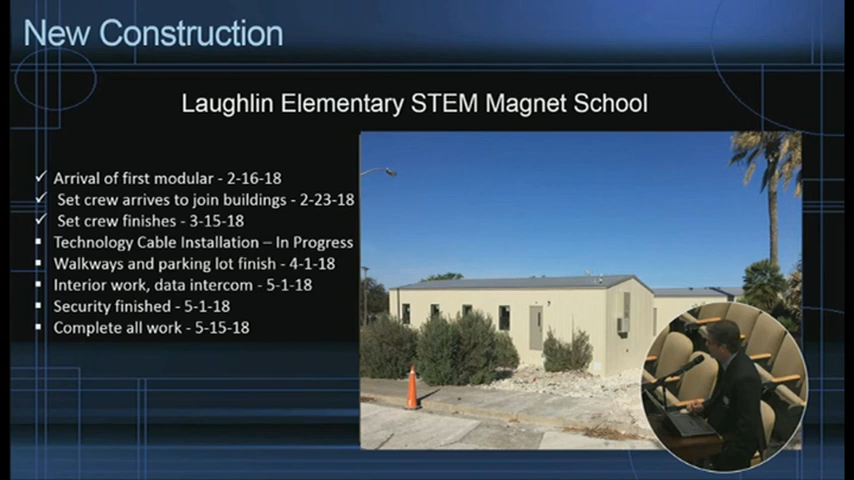 New Construction
Laughlin Elementary STEM Magnet School
✓ Arrival of first modular - 2-16-18
✓ Set crew arrives to join buildings - 2-23-18
✓ Set crew finishes - 3-15-18
▪ Technology Cable Installation – In Progress
▪ Walkways and parking lot finish - 4-1-18
▪ Interior work, data intercom - 5-1-18
▪ Security finished - 5-1-18
▪ Complete all work - 5-15-18